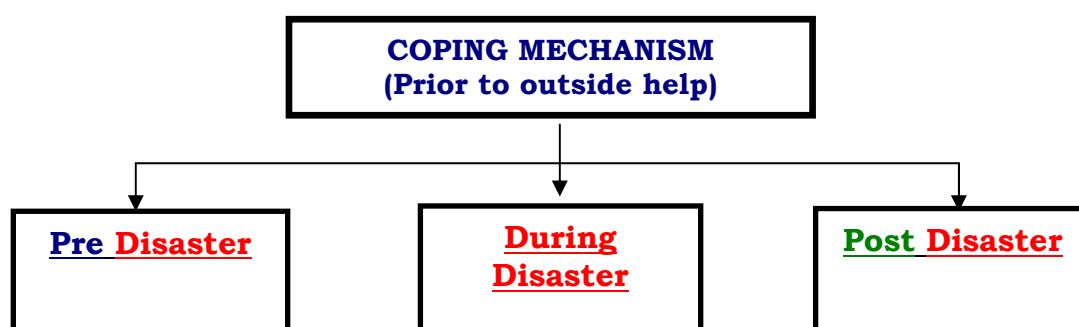 COPING MECHANISM
(Prior to outside help)
Pre Disaster
During
Disaster
Post Disaster